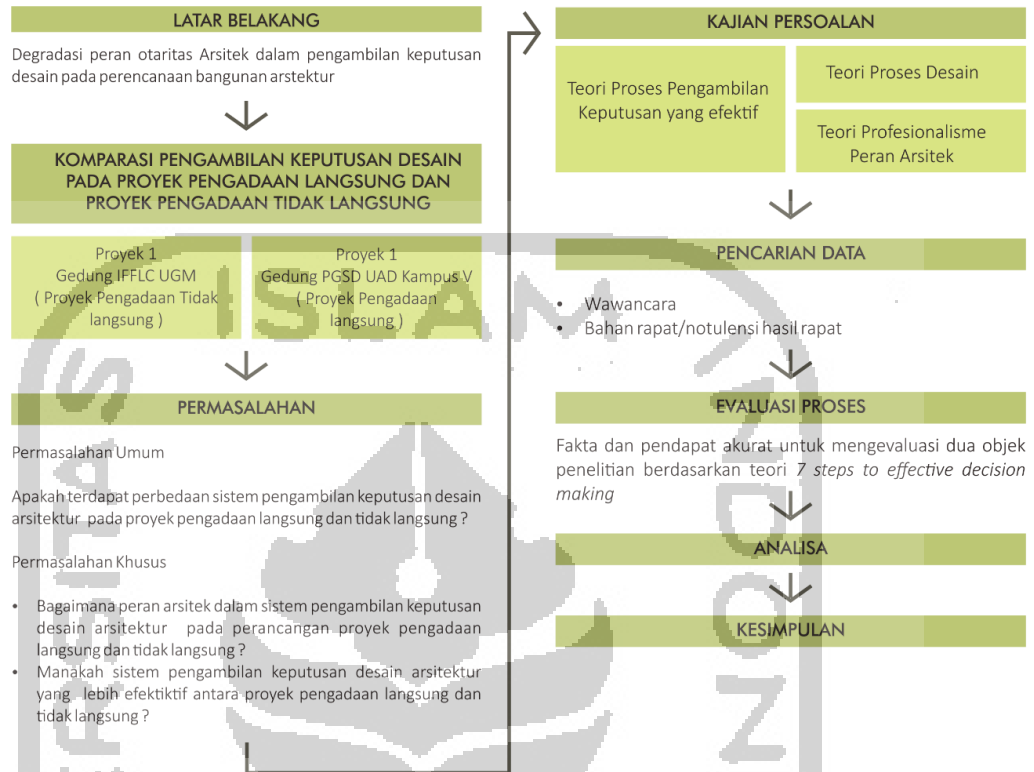 LATAR BELAKANG
Degradasi peran otaritas Arsitek dalam pengambilan keputusan
desain pada perencanaan bangunan arstektur
KOMPARASI PENGAMBILAN KEPUTUSAN DESAIN
PADA PROYEK PENGADAAN LANGSUNG DAN
PROYEK PENGADAAN TIDAK LANGSUNG
Proyek 1
Gedung IFFLC UGM
( Proyek Pengadaan Tidak
langsung )
Proyek 1
Gedung PGSD UAD Kampus V
( Proyek Pengadaan
langsung )
PERMASALAHAN
Permasalahan Umum
Apakah terdapat perbedaan sistem pengambilan keputusan desain
arsitektur pada proyek pengadaan langsung dan tidak langsung ?
Permasalahan Khusus
• Bagaimana peran arsitek dalam sistem pengambilan keputusan
desain arsitektur pada perancangan proyek pengadaan
langsung dan tidak langsung ?
• Manakah sistem pengambilan keputusan desain arsitektur
yang lebih efektiktif antara proyek pengadaan langsung dan
tidak langsung ?
KAJIAN PERSOALAN
Teori Proses Pengambilan
Keputusan yang efektif
Teori Proses Desain
Teori Profesionalisme
Peran Arsitek
PENCARIAN DATA
• Wawancara
• Bahan rapat/notulensi hasil rapat
EVALUASI PROSES
Fakta dan pendapat akurat untuk mengevaluasi dua objek
penelitian berdasarkan teori 7 steps to effective decision
making
ANALISA
KESIMPULAN
ISLAM